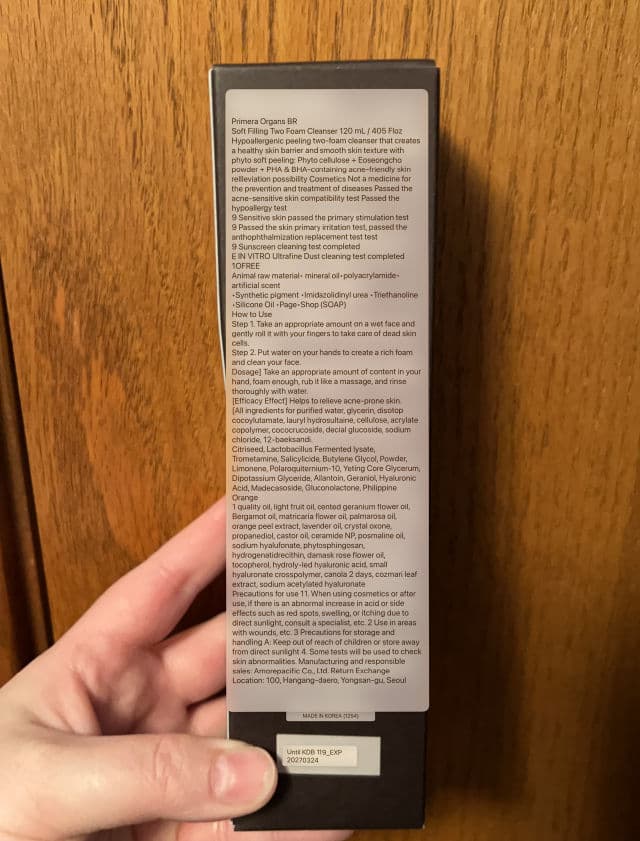 Primera Organs BR
Soft Filling Two Foam Cleanser 120 mL / 405 Floz
Hypoallergenic peeling two-foam cleanser that creates
a healthy skin barrier and smooth skin texture with
phyto soft peeling: Phyto cellulose + Eoseongcho
powder + PHA & BHA-containing acne-friendly skin
rellleviation possibility Cosmetics Not a medicine for
the prevention and treatment of diseases Passed the
acne-sensitive skin compatibility test Passed the
hypoallergy test
9 Sensitive skin passed the primary stimulation test
9 Passed the skin primary irritation test, passed the
anthophthalmization replacement test test
9 Sunscreen cleaning test completed
E IN VITRO Ultrafine Dust cleaning test completed
1OFREE
Animal raw material• mineral oil•polyacrylamide•
artificial scent
•Synthetic pigment •Imidazolidinyl urea •Triethanoline
•Silicone Oil •Page-Shop (SOAP)
How to Use
Step 1. Take an appropriate amount on a wet face and
gently roll it with your fingers to take care of dead skin
cells.
Step 2. Put water on your hands to create a rich foam
and clean your face.
Dosage] Take an appropriate amount of content in your
hand, foam enough, rub it like a massage, and rinse
thoroughly with water.
[Efficacy Effect] Helps to relieve acne-prone skin.
[All ingredients for purified water, glycerin, disotop
cocoylutamate, lauryl hydrosultaine, cellulose, acrylate
copolymer, cococrucoside, decial glucoside, sodium
chloride, 12-baeksandi.
Citriseed, Lactobacillus Fermented lysate,
Trometamine, Salicylicide, Butylene Glycol, Powder,
Limonene, Polaroquiternium-10, Yeting Core Glycerum,
Dipotassium Glyceride, Allantoin, Geraniol, Hyaluronic
Acid, Madecasoside, Gluconolactone, Philippine
Orange
1 quality oil, light fruit oil, cented geranium flower oil,
Bergamot oil, matricaria flower oil, palmarosa oil,
orange peel extract, lavender oil, crystal oxone,
propanediol, castor oil, ceramide NP, posmaline oil,
sodium hyalufonate, phytosphingosan,
hydrogenatidrecithin, damask rose flower oil,
tocopherol, hydroly-led hyaluronic acid, small
hyaluronate crosspolymer, canola 2 days, cozmari leaf
extract, sodium acetylated hyaluronate
Precautions for use 11. When using cosmetics or after
use, if there is an abnormal increase in acid or side
effects such as red spots, swelling, or itching due to
direct sunlight, consult a specialist, etc. 2 Use in areas
with wounds, etc. 3 Precautions for storage and
handling A: Keep out of reach of children or store away
from direct sunlight 4. Some tests will be used to check
skin abnormalities. Manufacturing and responsible
sales: Amorepacific Co., Ltd. Return Exchange
Location: 100, Hangang-daero, Yongsan-gu, Seoul
MADE IN KOREA (1254)
Until KDB 119_EXP
20270324